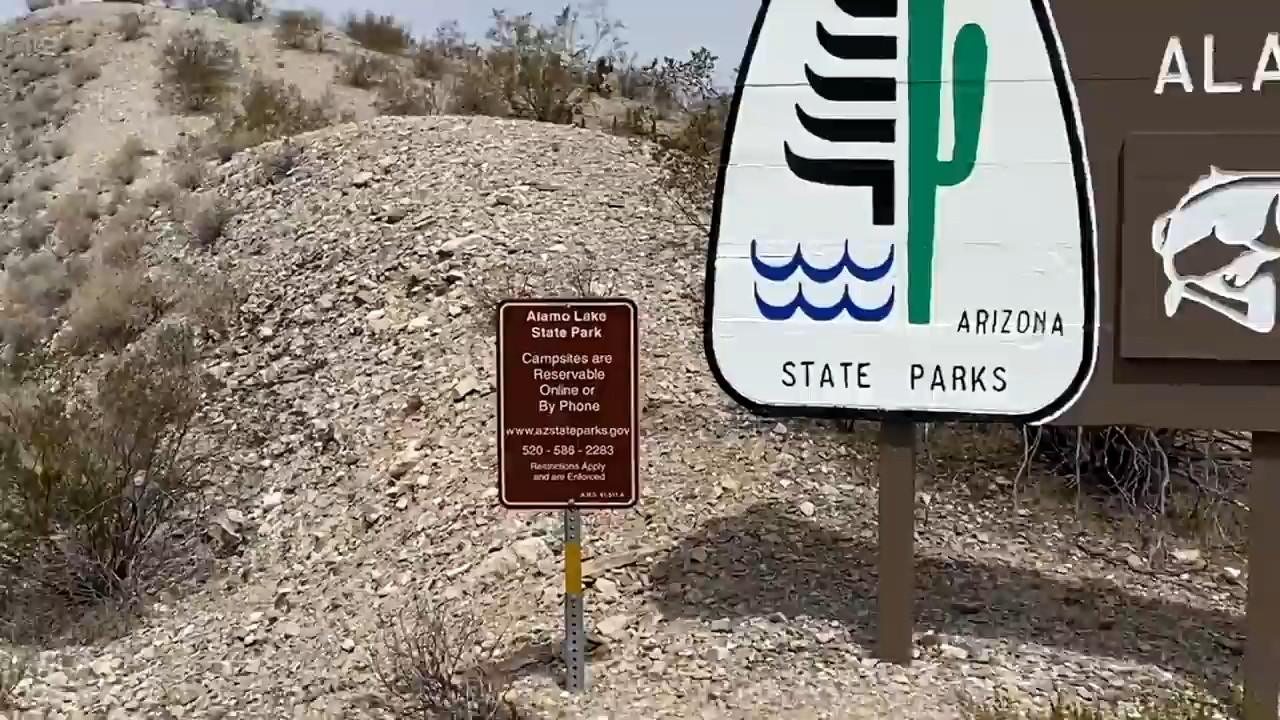 Alamo Lake
State Park
Campsites are
Reservable
Online or
By Phone
www.azstateparks.gov
520 - 586 - 2283
Restrictions Apply
and are Enforced
ARIZONA
STATE PARKS
ALA